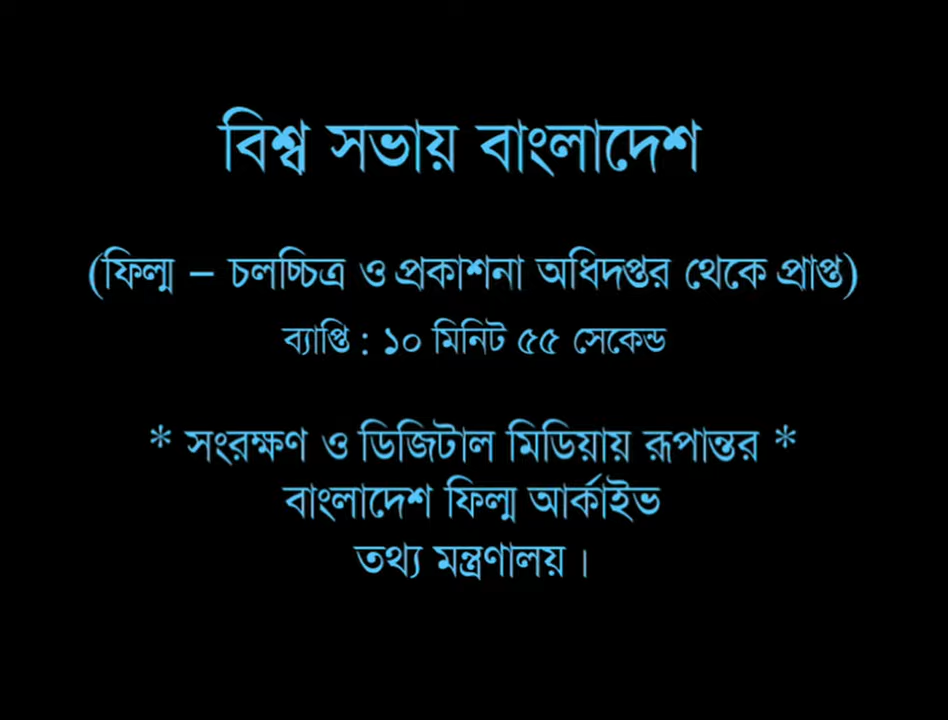 বিশ্ব সভায় বাংলাদেশ
(ফিল্ম – চলচ্চিত্র ও প্রকাশনা অধিদপ্তর থেকে প্রাপ্ত)
ব্যাপ্তি : ১০ মিনিট ৫৫ সেকেন্ড
* সংরক্ষণ ও ডিজিটাল মিডিয়ায় রূপান্তর *
বাংলাদেশ ফিল্ম আর্কাইভ
তথ্য মন্ত্রণালয় ।